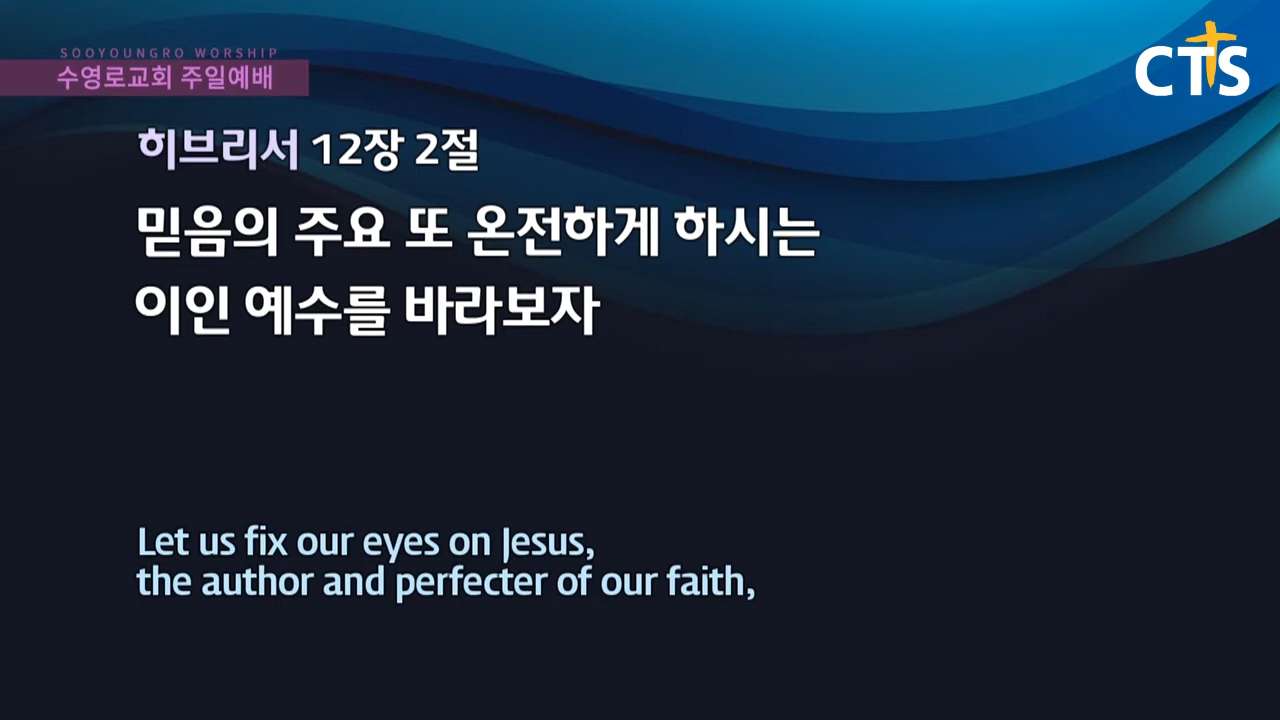 SOOYOUNGRO WORSHIP
수영로교회 주일예배
CTS
히브리서 12장 2절
믿음의 주요 또 온전하게 하시는
이인 예수를 바라보자
Let us fix our eyes on Jesus,
the author and perfecter of our faith,